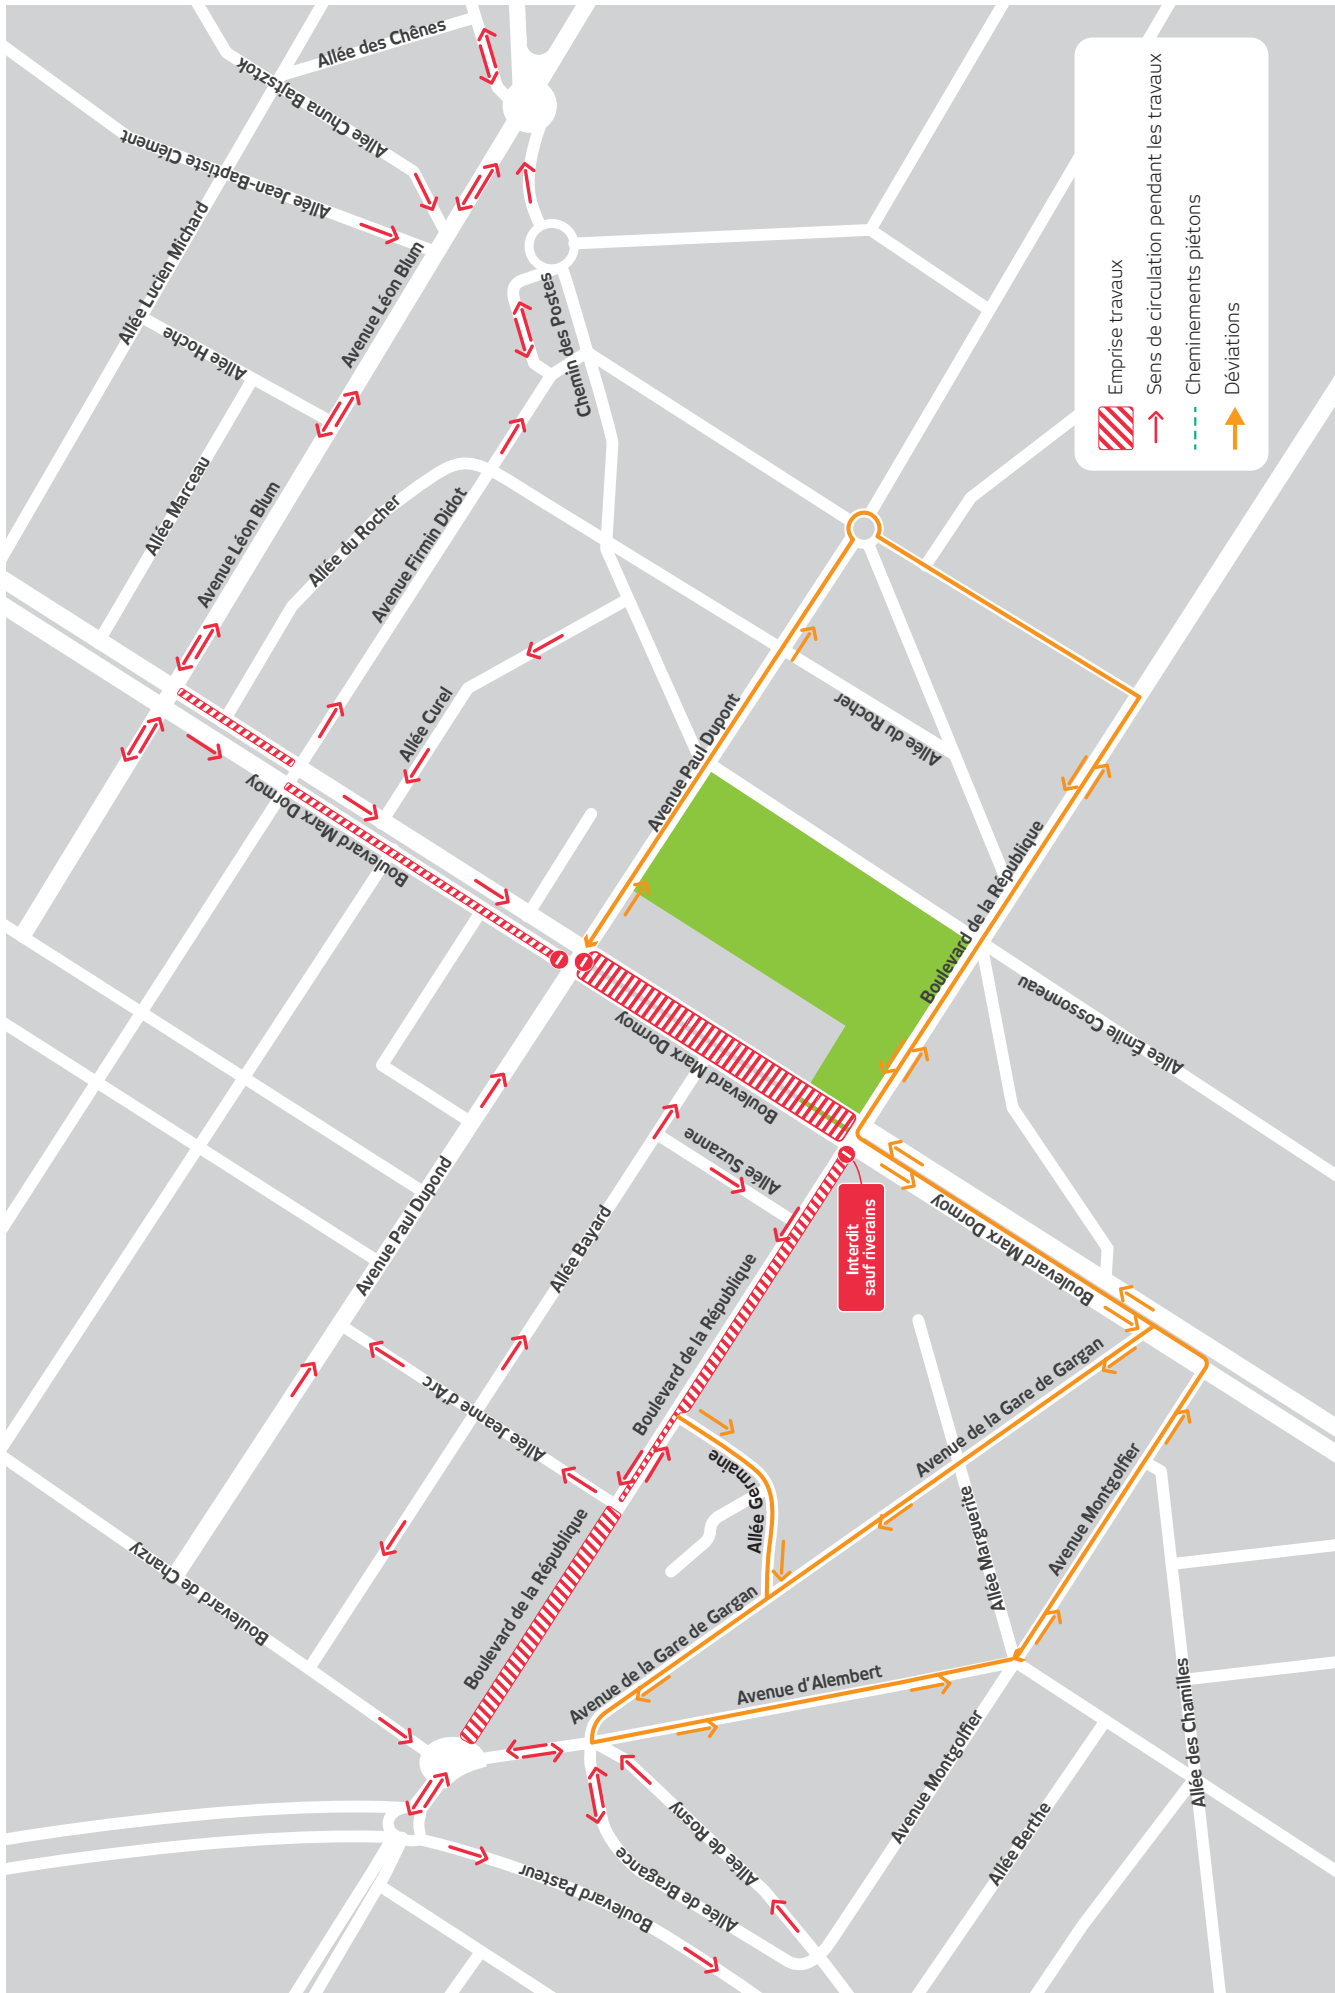 Allée des Chênes
Allée Chuna Bajtsztok
Allée Jean-Baptiste Clément
Allée Lucien Michard
Allée Hoche
Avenue Léon Blum
Chemin des Postes
Allée Marceau
Avenue Léon Blum
Allée du Rocher
Avenue Firmin Didot
Allée Curel
Boulevard Marx Dormoy
Avenue Paul Dupont
Allée du Rocher
Boulevard de la République
Allée Émile Cossonneau
Boulevard Marx Dormoy
Allée Suzanne
Avenue Paul Dupond
Allée Bayard
Boulevard de la République
Interdit
sauf riverains
Boulevard Marx Dormoy
Allée Jeanne d'Arc
Allée Germaine
Avenue de la Gare de Gargan
Allée Marguerite
Avenue Montgolfier
Boulevard de Chanzy
Boulevard de la République
Avenue de la Gare de Gargan
Avenue d'Alembert
Avenue Montgolfier
Allée des Chamilles
Allée Berthe
Allée de Rosny
Allée de Bragance
Boulevard Pasteur
Emprise travaux
Sens de circulation pendant les travaux
Cheminements piétons
Déviations